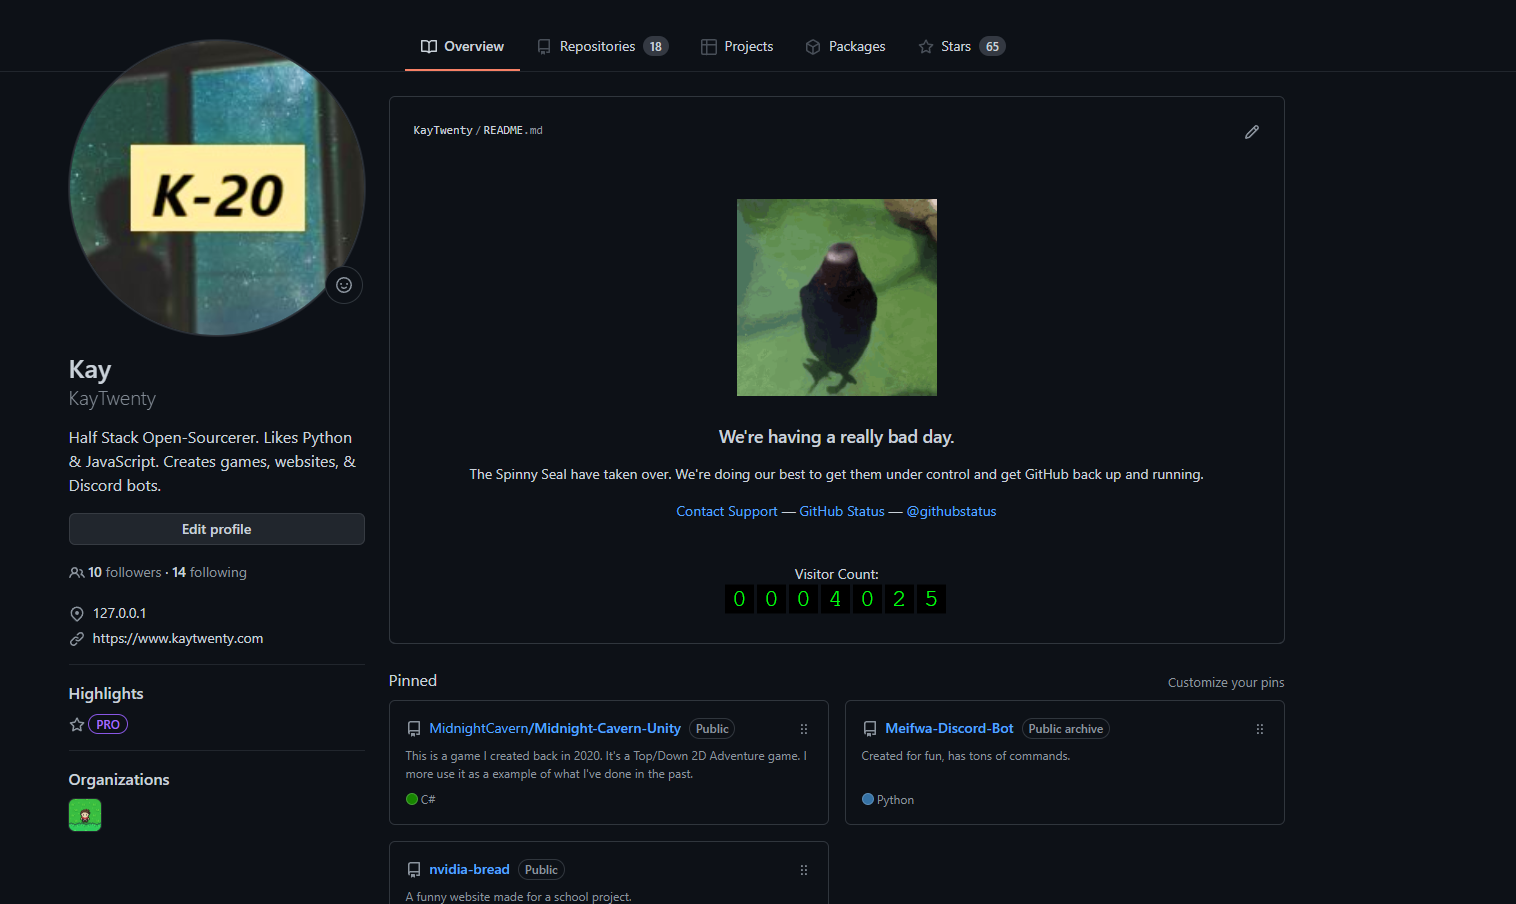 Overview
Repositories 18
Projects
Packages
Stars 65
K-20
Kay
KayTwenty
Half Stack Open-Sourcerer. Likes Python
& JavaScript. Creates games, websites, &
Discord bots.
Edit profile
10 followers · 14 following
127.0.0.1
https://www.kaytwenty.com
Highlights
PRO
Organizations
KayTwenty/README.md
We're having a really bad day.
The Spinny Seal have taken over. We're doing our best to get them under control and get GitHub back up and running.
Contact Support — GitHub Status — @githubstatus
Visitor Count:
0004025
Pinned
Customize your pins
MidnightCavern/Midnight-Cavern-Unity Public
This is a game I created back in 2020. It's a Top/Down 2D Adventure game. I
more use it as a example of what I've done in the past.
C#
Meifwa-Discord-Bot Public archive
Created for fun, has tons of commands.
Python
nvidia-bread Public
A funny website made for a school project.